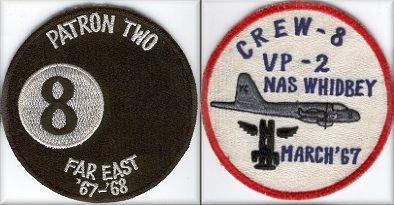 PATRON TWO
8
FAR EAST
'67-'68
CREW-8
VP-2
NAS WHIDBEY
MARCH '67